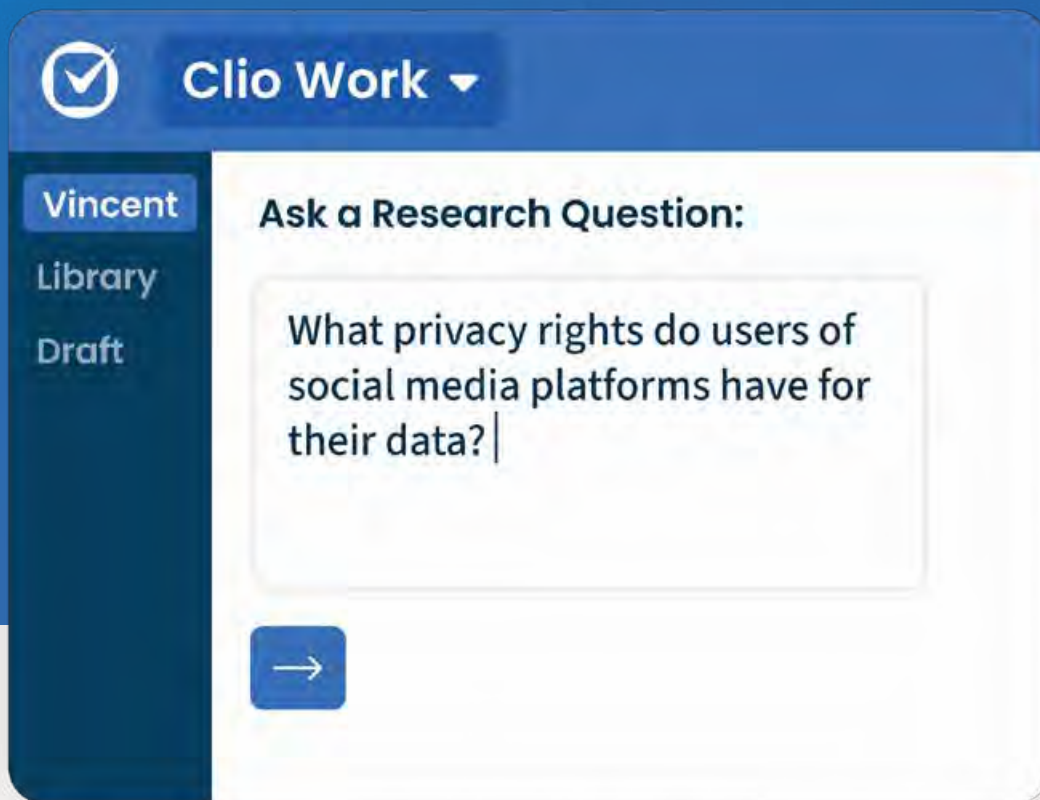 Clio Work
Vincent
Library
Draft
Ask a Research Question:
What privacy rights do users of
social media platforms have for
their data?